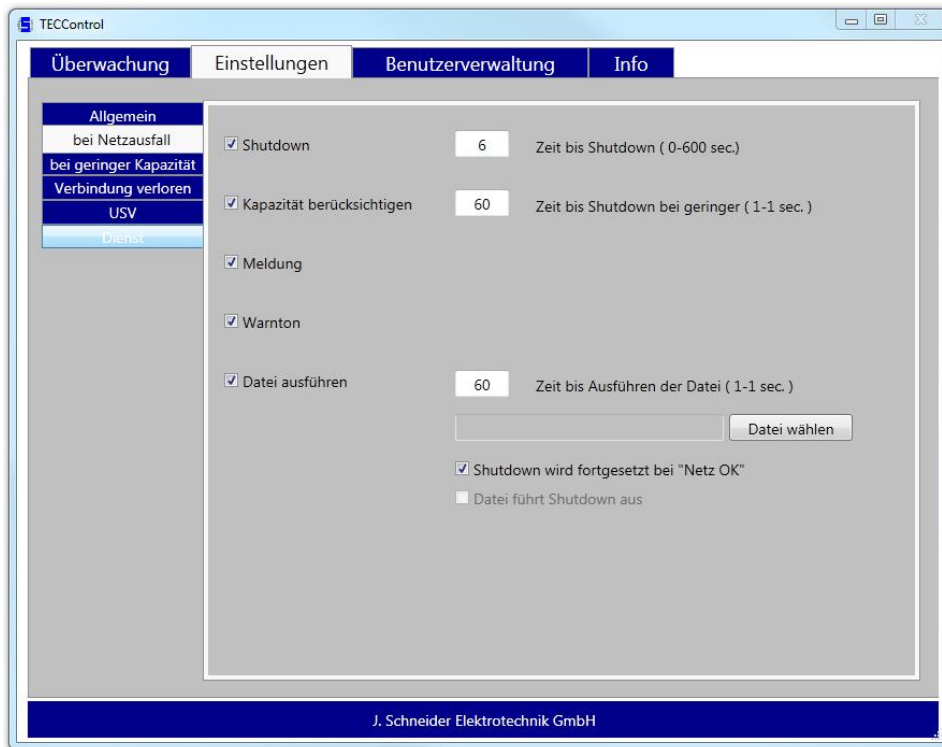 TECControl
Überwachung Einstellungen Benutzerverwaltung Info
Allgemein
bei Netzausfall
bei geringer Kapazität
Verbindung verloren
USV
Dienst
Shutdown 6 Zeit bis Shutdown ( 0-600 sec.)
Kapazität berücksichtigen 60 Zeit bis Shutdown bei geringer ( 1-1 sec. )
Meldung
Warnton
Datei ausführen 60 Zeit bis Ausführen der Datei ( 1-1 sec. )
Datei wählen
Shutdown wird fortgesetzt bei "Netz OK"
Datei führt Shutdown aus
J. Schneider Elektrotechnik GmbH